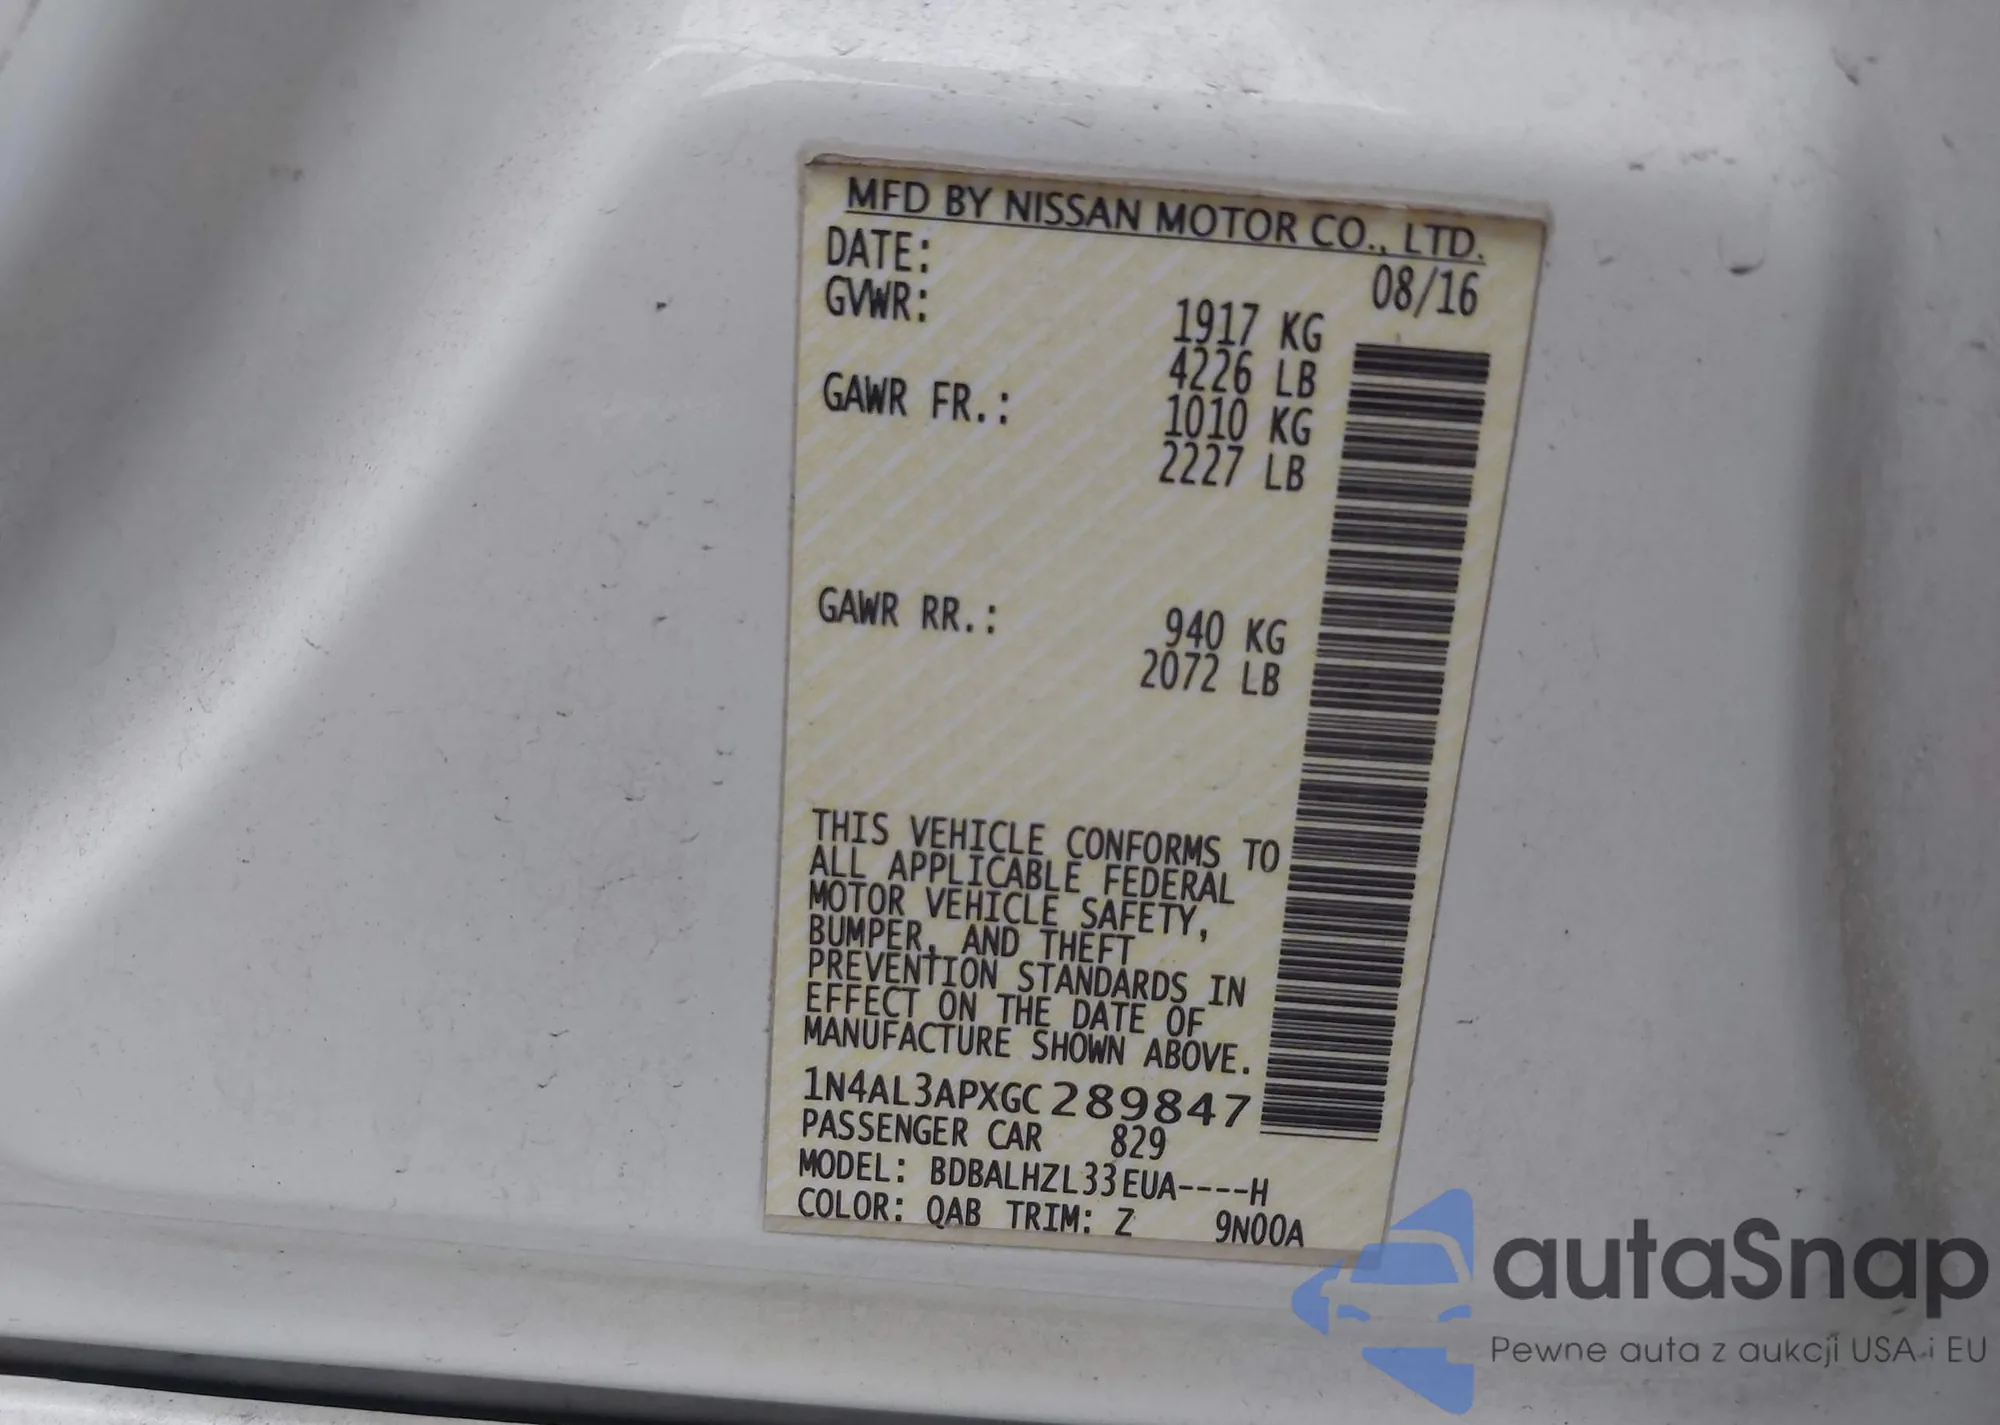 MFD BY NISSAN MOTOR CO., LTD.
DATE: 08/16
GVWR: 1917 KG
4226 LB
GAWR FR.: 1010 KG
2227 LB
GAWR RR.: 940 KG
2072 LB
THIS VEHICLE CONFORMS TO
ALL APPLICABLE FEDERAL
MOTOR VEHICLE SAFETY,
BUMPER, AND THEFT
PREVENTION STANDARDS IN
EFFECT ON THE DATE OF
MANUFACTURE SHOWN ABOVE.
1N4AL3APXGC289847
PASSENGER CAR 829
MODEL: BDBALHZL33EUA----H
COLOR: QAB TRIM: Z 9N00A
autaSnap
Pewne auta z aukcji USA i EU